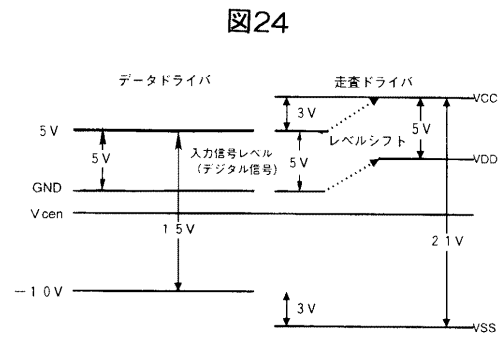 図24
データドライバ
走査ドライバ
VCC
3V
5V
5V
入力信号レベル
(デジタル信号)
5V
レベルシフト
5V
VDD
GND
Vcen
15V
21V
-10V
3V
VSS